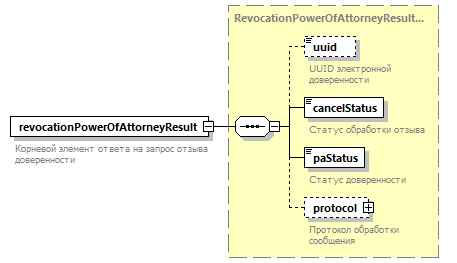 RevocationPowerOfAttorneyResult...
uuid
UUID электронной
доверенности
cancelStatus
Статус обработки отзыва
revocationPowerOfAttorneyResult
Корневой элемент ответа на запрос отзыва
доверенности
paStatus
Статус доверенности
protocol
Протокол обработки
сообщения